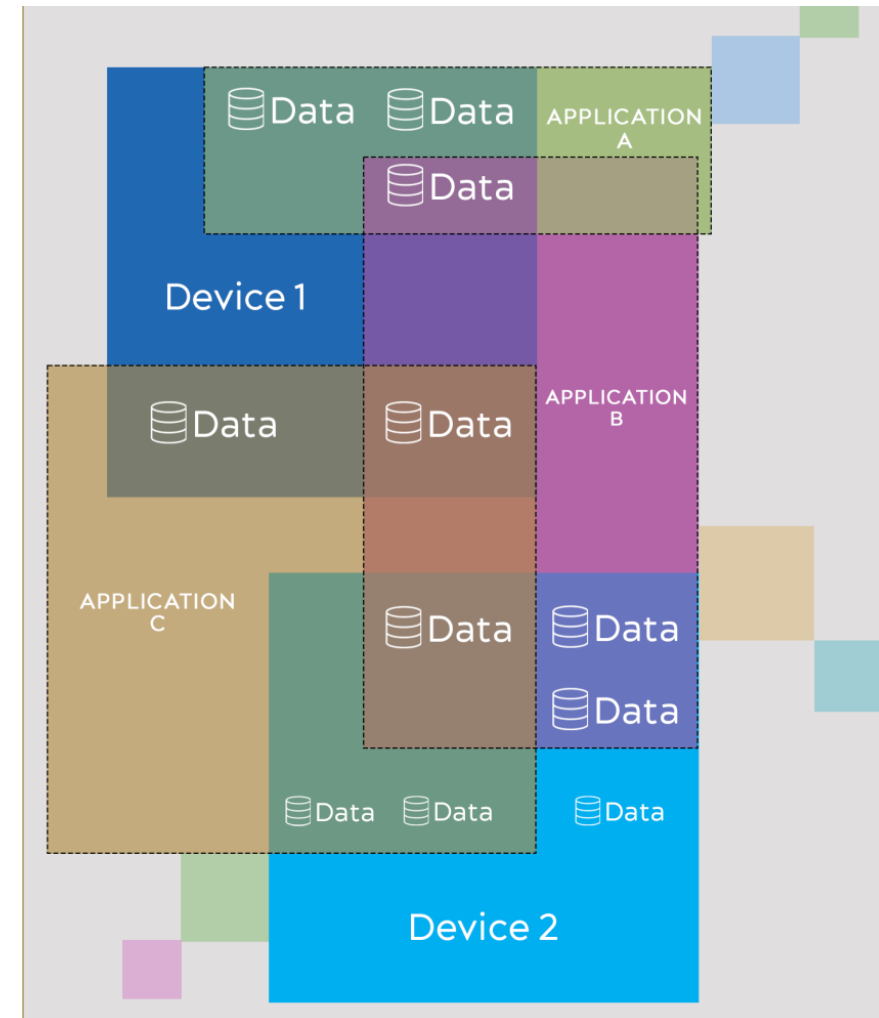 Data Data
APPLICATION
A
Data
Device 1
APPLICATION
B
Data Data
APPLICATION
C
Data Data
Data
Data Data Data
Device 2